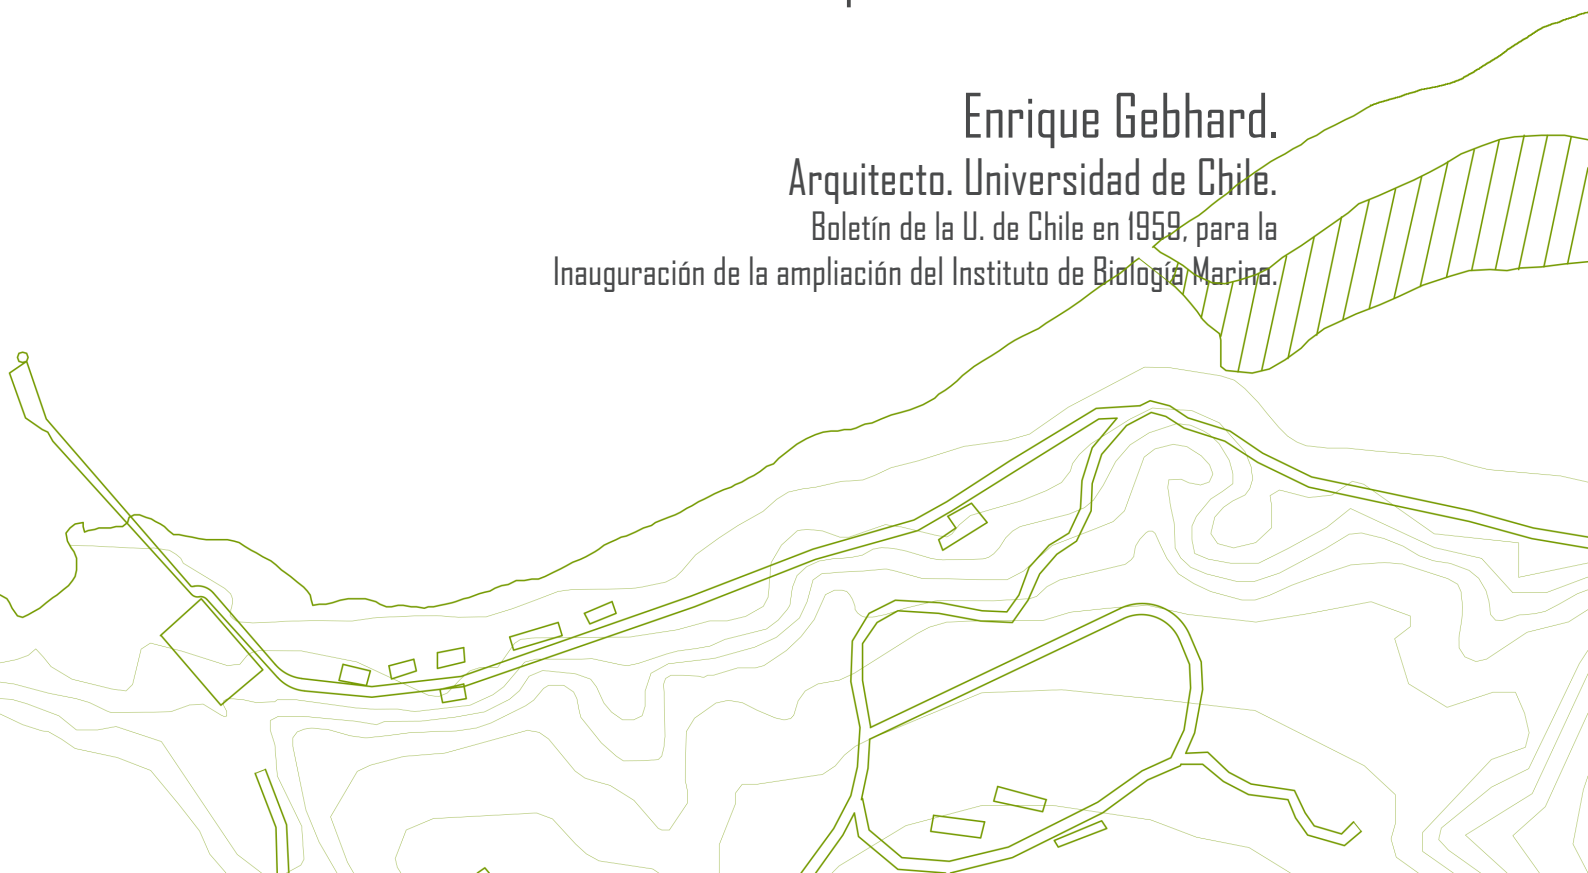 Enrique Gebhard.
Arquitecto. Universidad de Chile.
Boletín de la U. de Chile en 1959, para la
Inauguración de la ampliación del Instituto de Biología Marina.